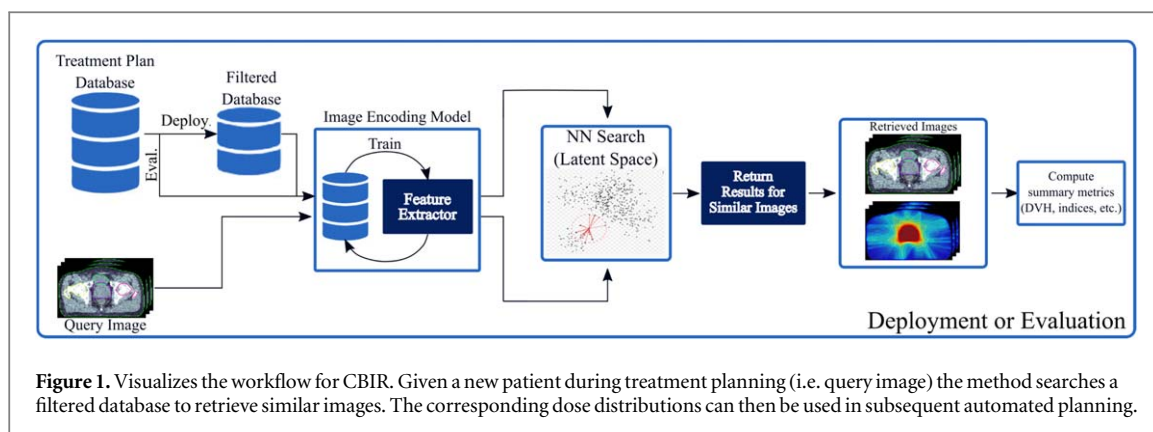 Treatment Plan
Database
Filtered
Database
Deploy.
Eval.
Image Encoding Model
Train
Feature
Extractor
Query Image
NN Search
(Latent Space)
Return
Results for
Similar Images
Retrieved Images
Compute
summary metrics
(DVH, indices, etc.)
Deployment or Evaluation
Figure 1. Visualizes the workflow for CBIR. Given a new patient during treatment planning (i.e. query image) the method searches a
filtered database to retrieve similar images. The corresponding dose distributions can then be used in subsequent automated planning.